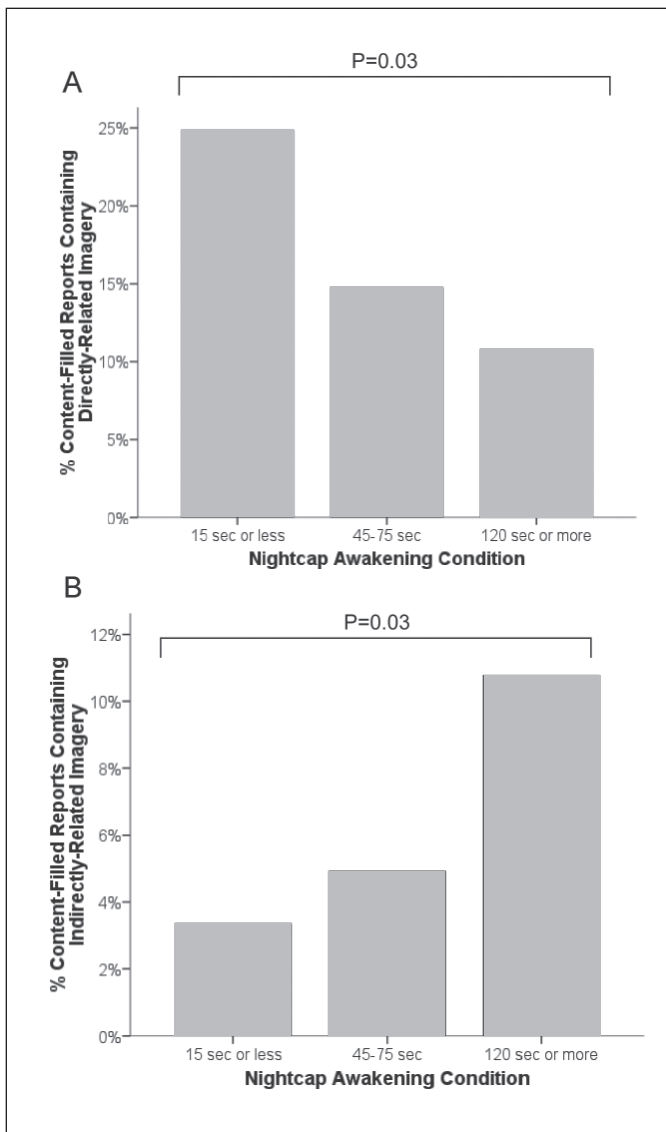 A
P=0.03
% Content-Filled Reports Containing
Directly-Related Imagery
25%
20%
15%
10%
5%
0%
15 sec or less
45-75 sec
120 sec or more
Nightcap Awakening Condition
B
P=0.03
% Content-Filled Reports Containing
Indirectly-Related Imagery
12%
10%
8%
6%
4%
2%
0%
15 sec or less
45-75 sec
120 sec or more
Nightcap Awakening Condition